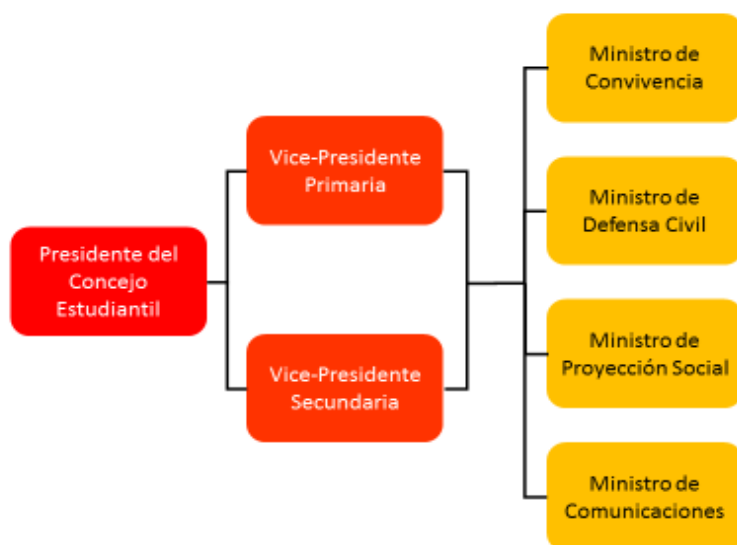 Presidente del
Concejo
Estudiantil
Vice-Presidente
Primaria
Vice-Presidente
Secundaria
Ministro de
Convivencia
Ministro de
Defensa Civil
Ministro de
Proyección Social
Ministro de
Comunicaciones